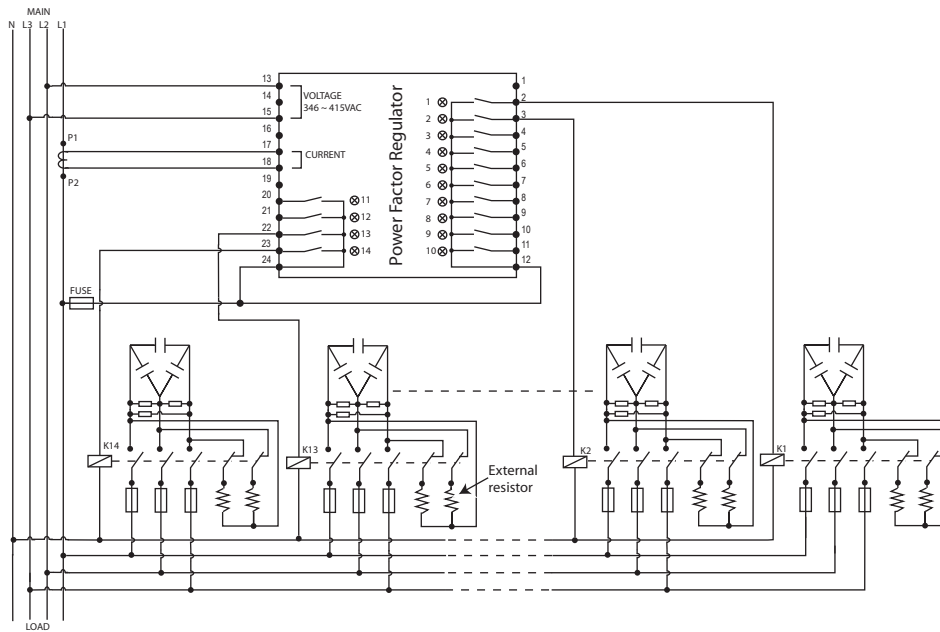 MAIN
N L3 L2 L1
13
14
15
16
17
18
19
20
21
22
23
24
VOLTAGE
346 ~ 415VAC
CURRENT
P1
P2
11
12
13
14
Power Factor Regulator
1
2
3
4
5
6
7
8
9
10
1
2
3
4
5
6
7
8
9
10
11
12
FUSE
K14
K13
External
resistor
K2
K1
LOAD